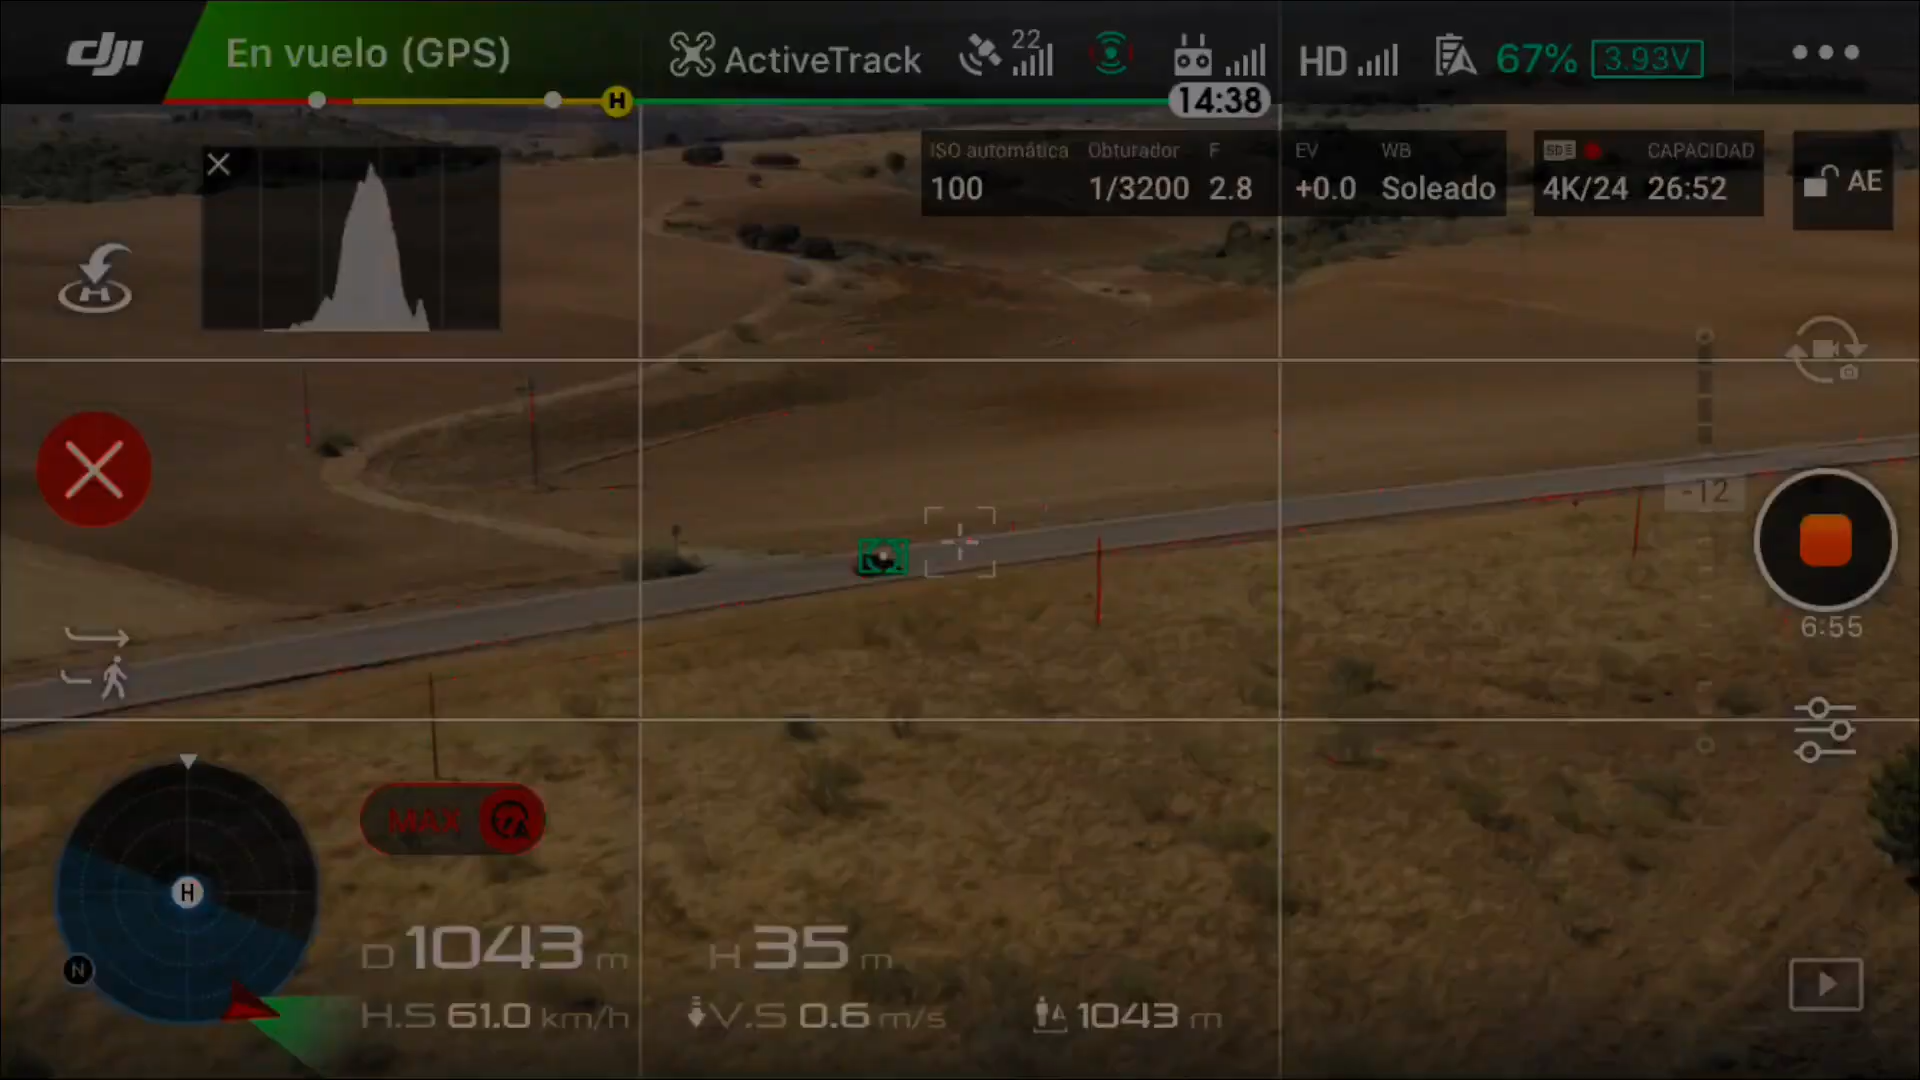 dji En vuelo (GPS) ActiveTrack 22 HD 67% 3.93V
H 14:38
ISO automática Obturador F EV WB SD CAPACIDAD
100 1/3200 2.8 +0.0 Soleado 4K/24 26:52 AE
H
-12
6:55
MAX
H
N
D 1043 m H 35 m
H.S 61.0 km/h V.S 0.6 m/s 1043 m